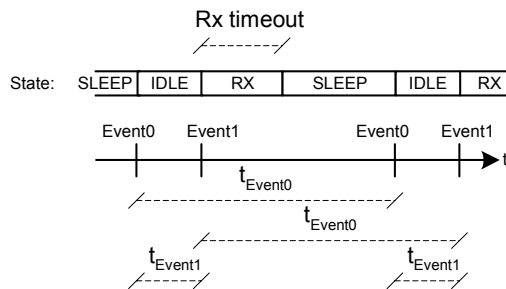 Rx timeout
State: SLEEP IDLE RX SLEEP IDLE RX
Event0 Event1 Event0 Event1
t
tEvent0
tEvent0
tEvent1 tEvent1